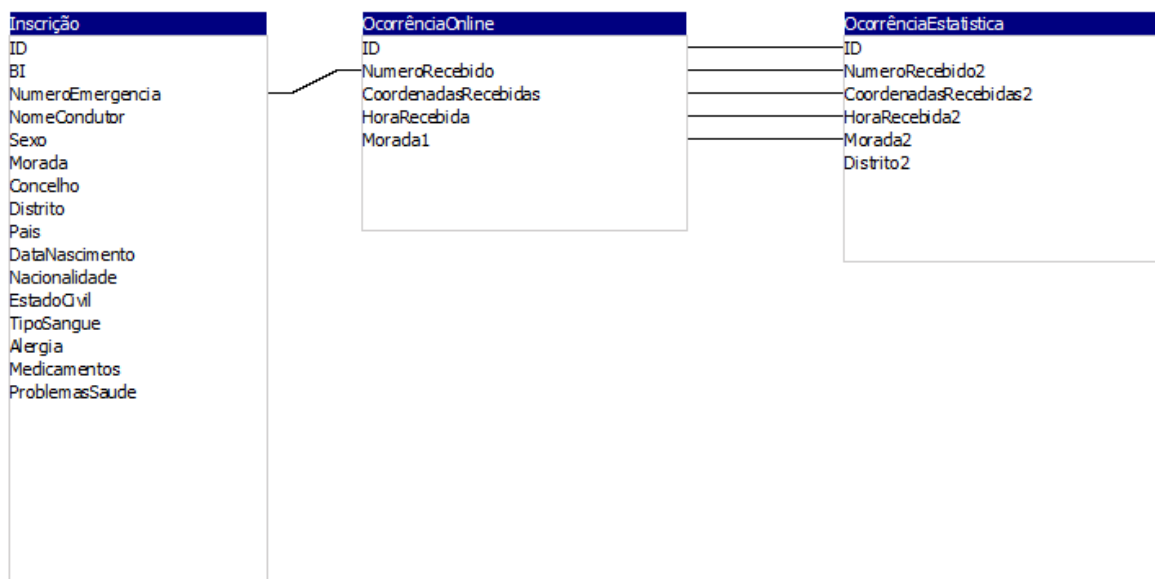 Inscrição
ID
BI
NumeroEmergencia
NomeCondutor
Sexo
Morada
Concelho
Distrito
Pais
DataNascimento
Nacionalidade
EstadoCivil
TipoSangue
Alergia
Medicamentos
ProblemasSaude
OcorrênciaOnline
ID
NumeroRecebido
CoordenadasRecebidas
HoraRecebida
Morada1
OcorrênciaEstatistica
ID
NumeroRecebido2
CoordenadasRecebidas2
HoraRecebida2
Morada2
Distrito2